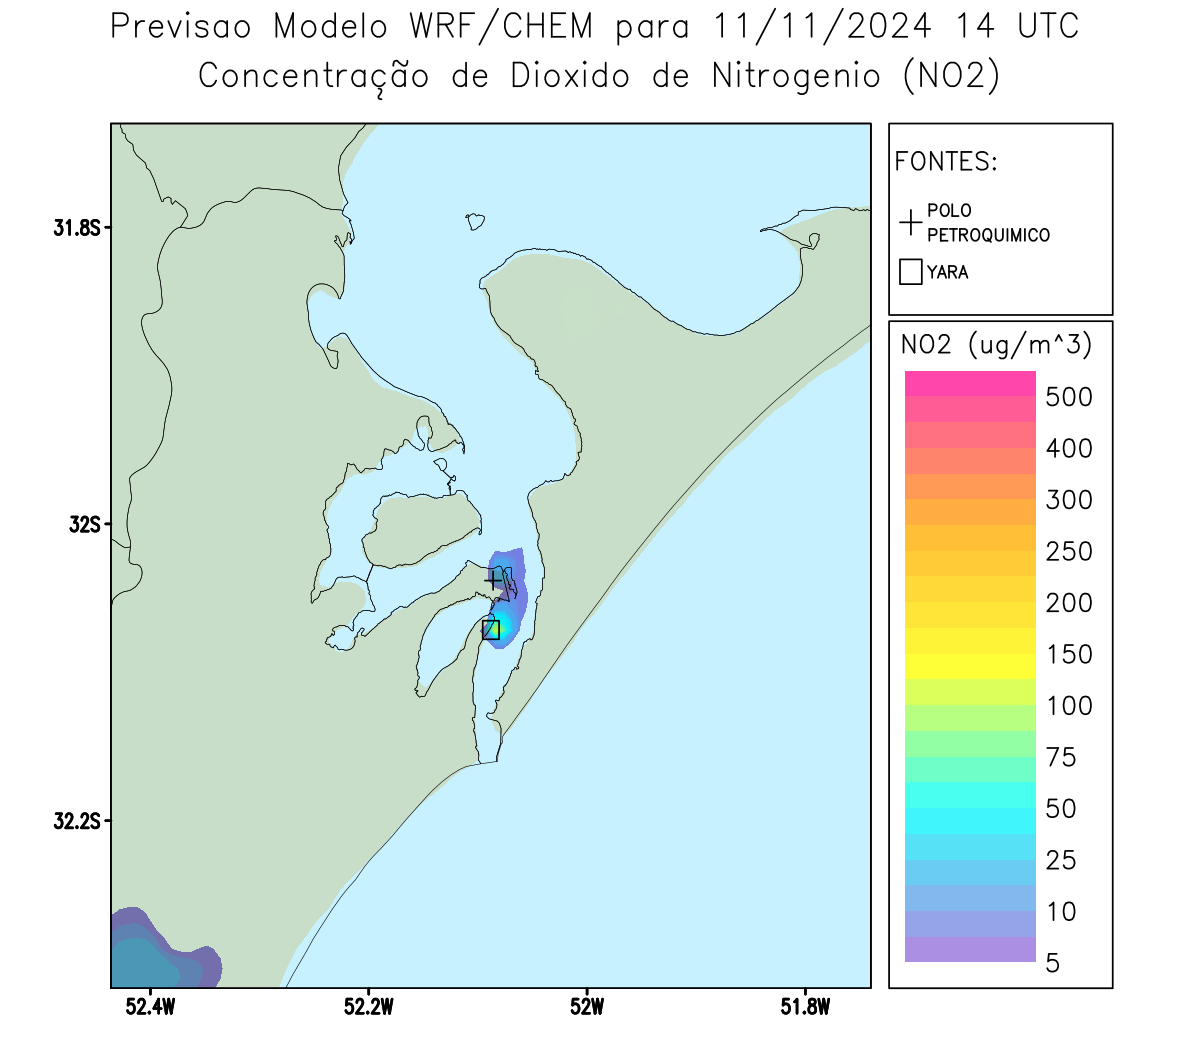 Previsao Modelo WRF/CHEM para 11/11/2024 14 UTC
Concentração de Dioxido de Nitrogenio (NO2)
FONTES:
POLO
PETROQUIMICO
YARA
NO2 (ug/m^3)
500
400
300
250
200
150
100
75
50
25
10
5
31.8S
32S
32.2S
52.4W
52.2W
52W
51.8W